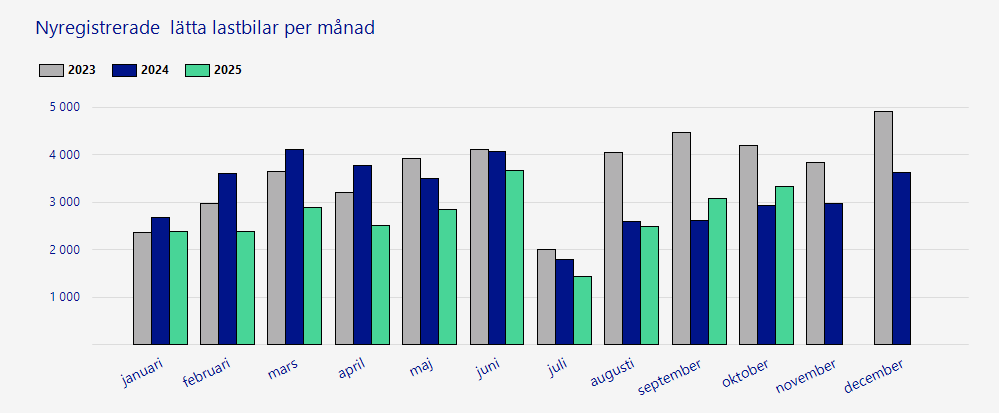 Nyregistrerade  lätta lastbilar per månad
2023 2024 2025
5 000
4 000
3 000
2 000
1 000
januari februari mars april maj juni juli augusti september oktober november december